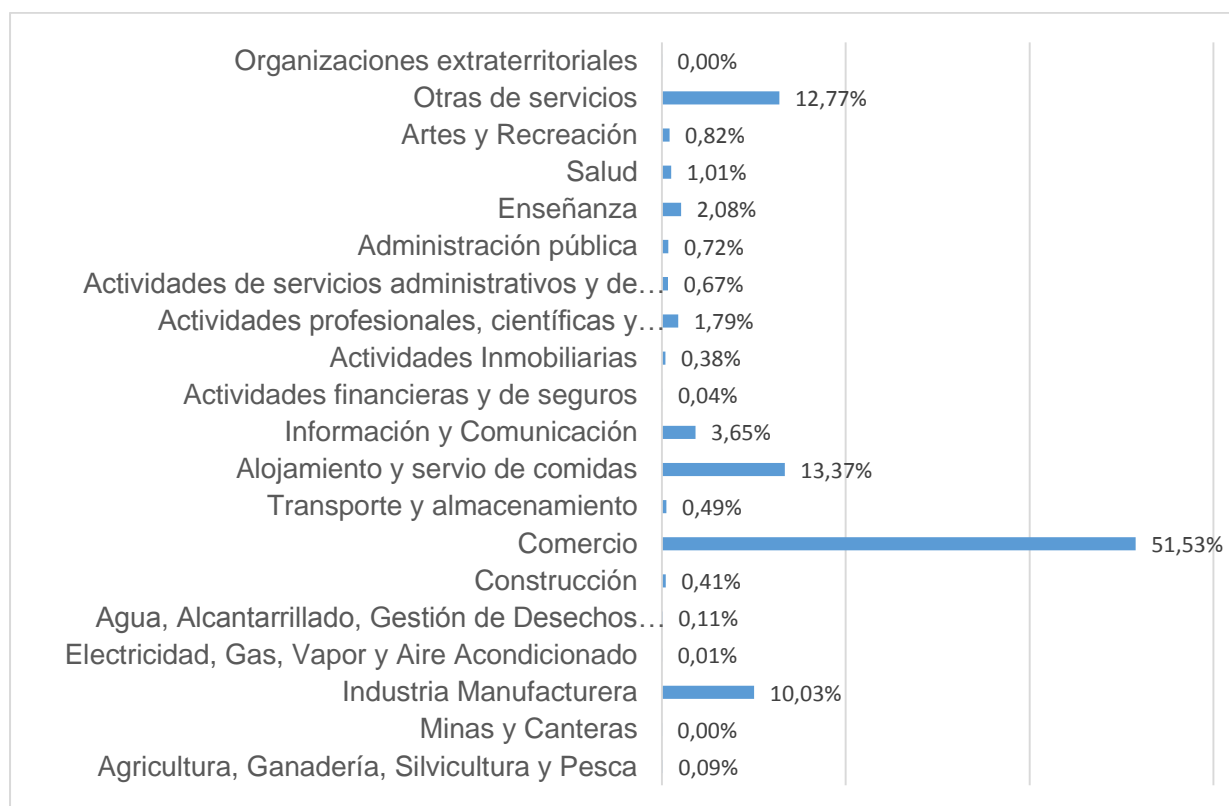 Organizaciones extraterritoriales 0,00%
Otras de servicios 12,77%
Artes y Recreación 0,82%
Salud 1,01%
Enseñanza 2,08%
Administración pública 0,72%
Actividades de servicios administrativos y de… 0,67%
Actividades profesionales, científicas y… 1,79%
Actividades Inmobiliarias 0,38%
Actividades financieras y de seguros 0,04%
Información y Comunicación 3,65%
Alojamiento y servio de comidas 13,37%
Transporte y almacenamiento 0,49%
Comercio 51,53%
Construcción 0,41%
Agua, Alcantarrillado, Gestión de Desechos… 0,11%
Electricidad, Gas, Vapor y Aire Acondicionado 0,01%
Industria Manufacturera 10,03%
Minas y Canteras 0,00%
Agricultura, Ganadería, Silvicultura y Pesca 0,09%